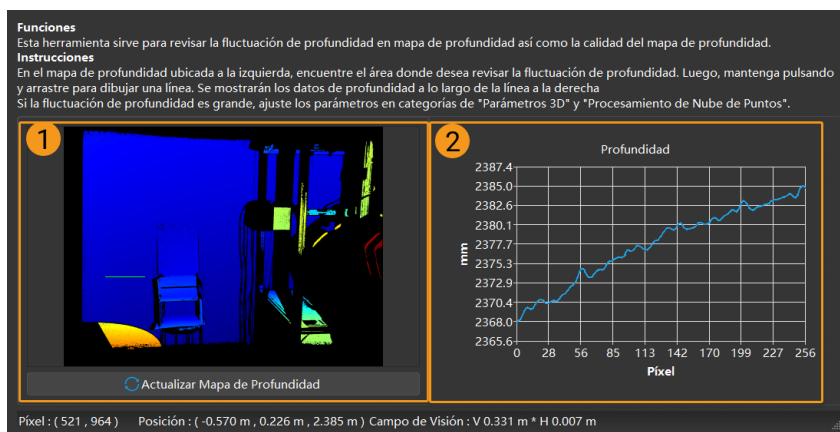 Funciones
Esta herramienta sirve para revisar la fluctuación de profundidad en mapa de profundidad así como la calidad del mapa de profundidad.
Instrucciones
En el mapa de profundidad ubicada a la izquierda, encuentre el área donde desea revisar la fluctuación de profundidad. Luego, mantenga pulsando
y arrastre para dibujar una línea. Se mostrarán los datos de profundidad a lo largo de la línea a la derecha
Si la fluctuación de profundidad es grande, ajuste los parámetros en categorías de "Parámetros 3D" y "Procesamiento de Nube de Puntos".
1
Actualizar Mapa de Profundidad
2
Profundidad
mm
2387.4
2385.0
2382.6
2380.1
2377.7
2375.3
2372.9
2370.4
2368.0
2365.6
0 28 56 85 113 142 170 199 227 256
Píxel
Píxel : ( 521 , 964 ) Posición : ( -0.570 m , 0.226 m , 2.385 m ) Campo de Visión : V 0.331 m * H 0.007 m